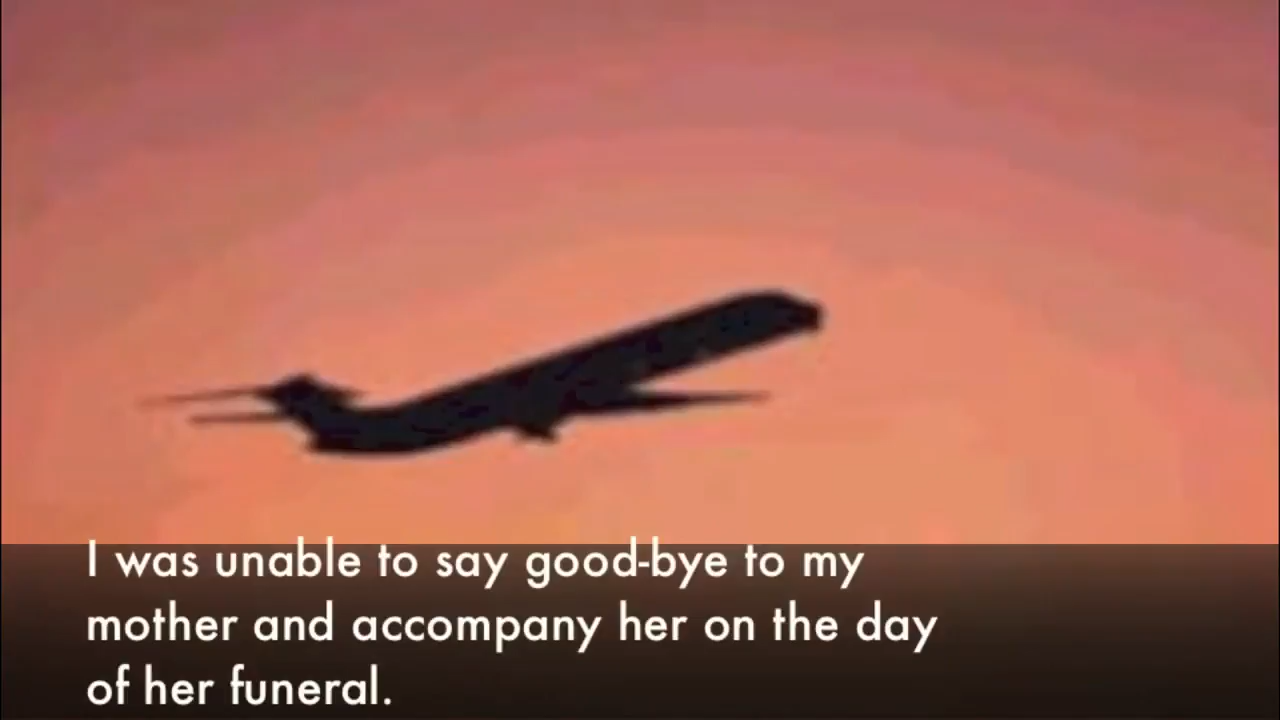 I was unable to say good-bye to my
mother and accompany her on the day
of her funeral.